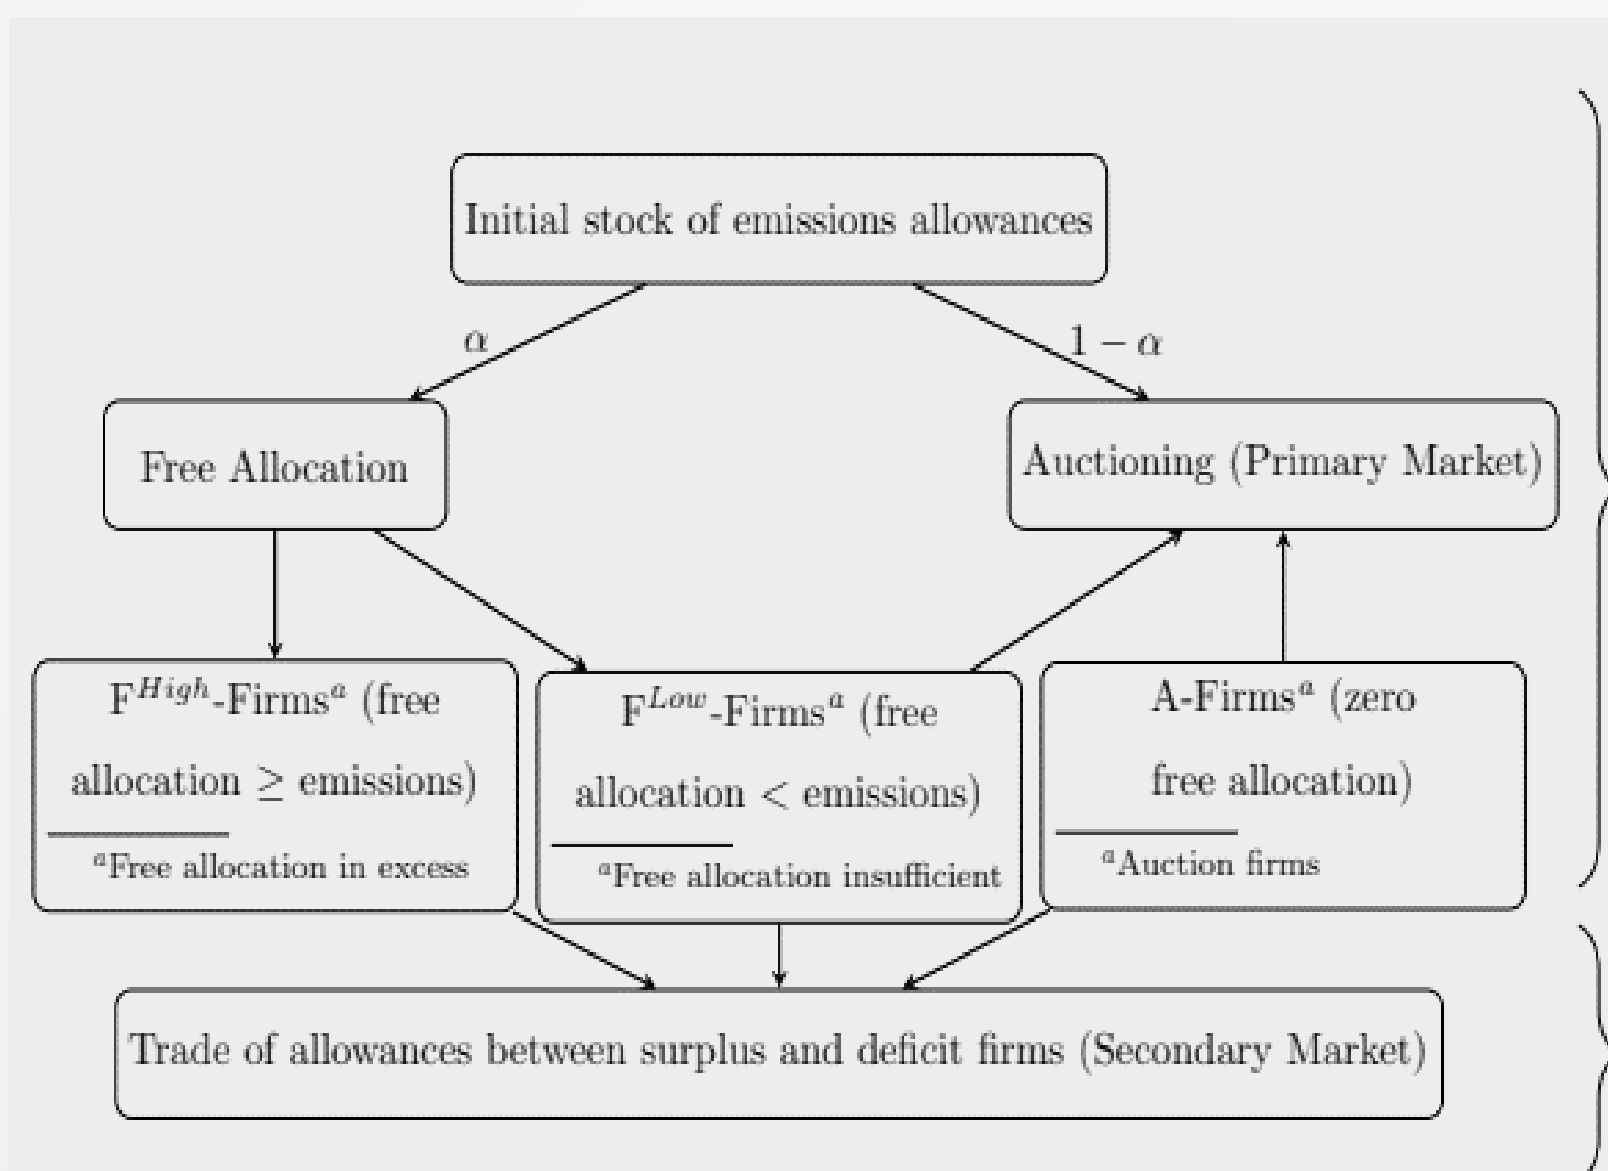 Initial stock of emissions allowances
α
1 − α
Free Allocation
Auctioning (Primary Market)
F^High-Firms^a (free
allocation ≥ emissions)
^aFree allocation in excess
F^Low-Firms^a (free
allocation < emissions)
^aFree allocation insufficient
A-Firms^a (zero
free allocation)
^aAuction firms
Trade of allowances between surplus and deficit firms (Secondary Market)